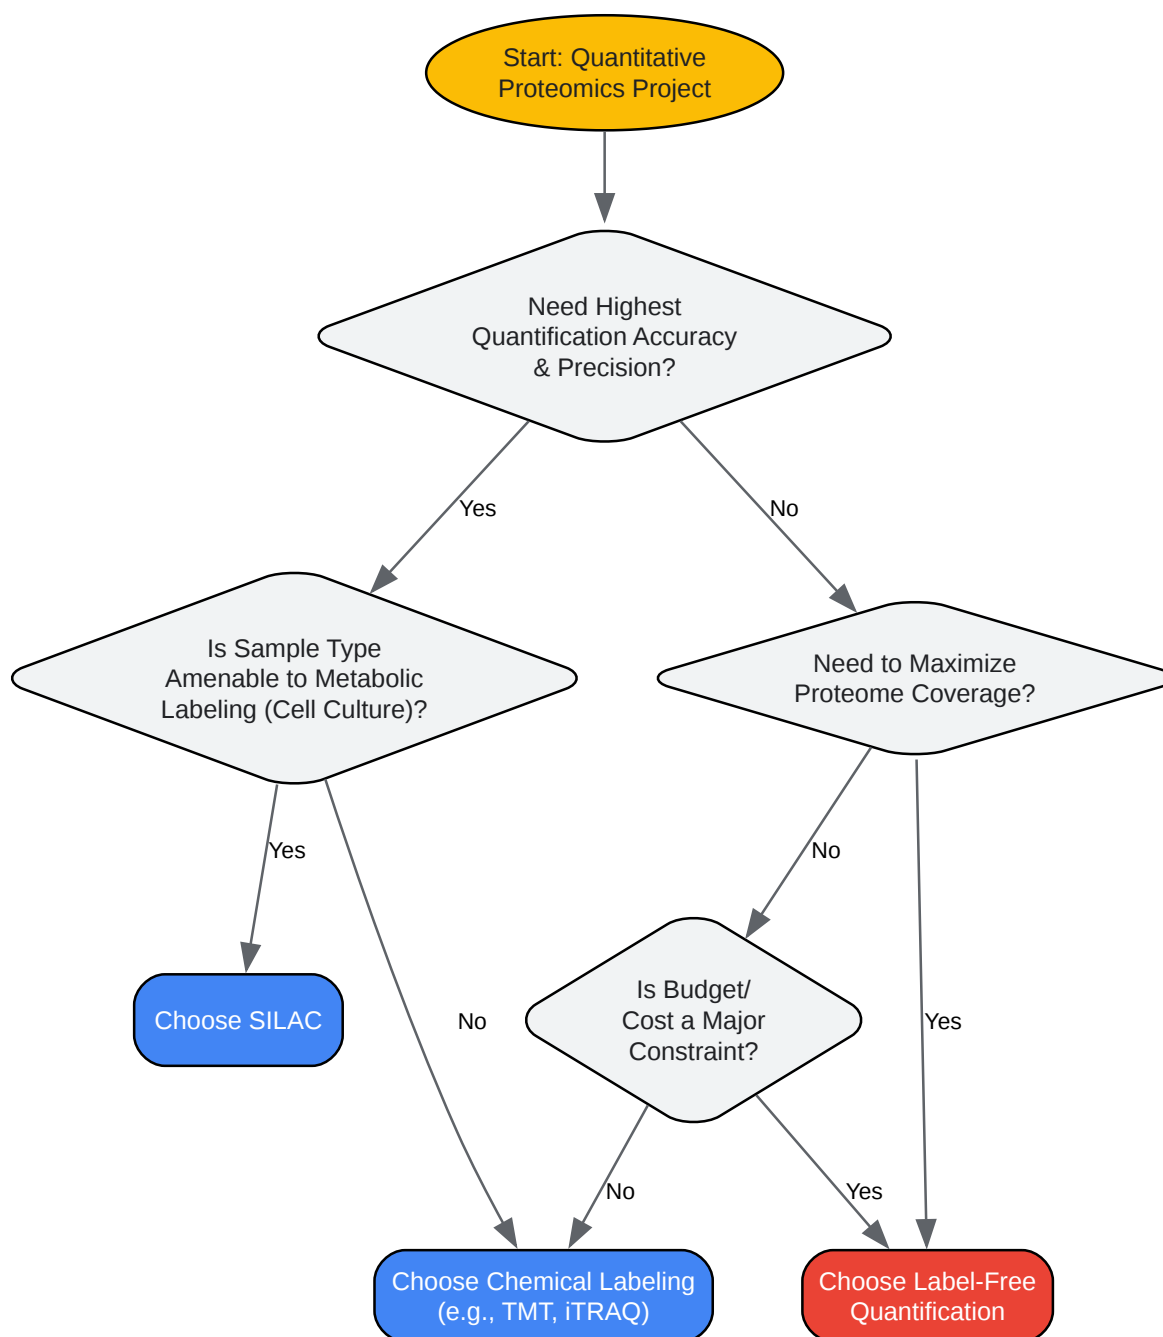 Start: Quantitative
Proteomics Project
Need Highest
Quantification Accuracy
& Precision?
Yes
No
Is Sample Type
Amenable to Metabolic
Labeling (Cell Culture)?
Need to Maximize
Proteome Coverage?
Yes
No
Choose SILAC
No
Is Budget/
Cost a Major
Constraint?
Yes
No
Yes
Choose Chemical Labeling
(e.g., TMT, iTRAQ)
Choose Label-Free
Quantification